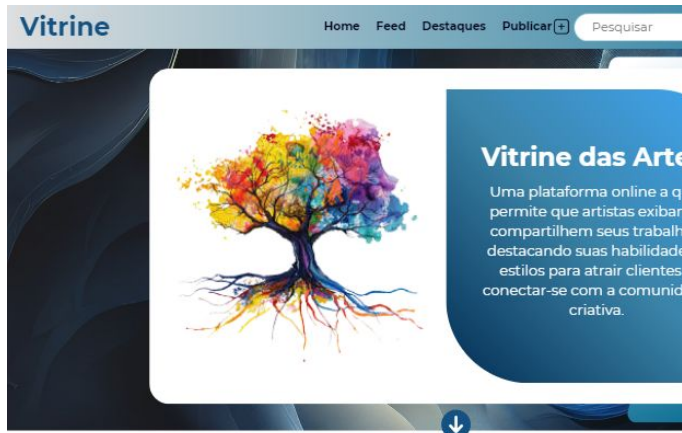 Vitrine
Home Feed Destaques Publicar Pesquisar
Vitrine das Arte
Uma plataforma online a q
permite que artistas exiba
compartilhem seus trabalh
destacando suas habilidade
estilos para atrair clientes
conectar-se com a comunid
criativa.